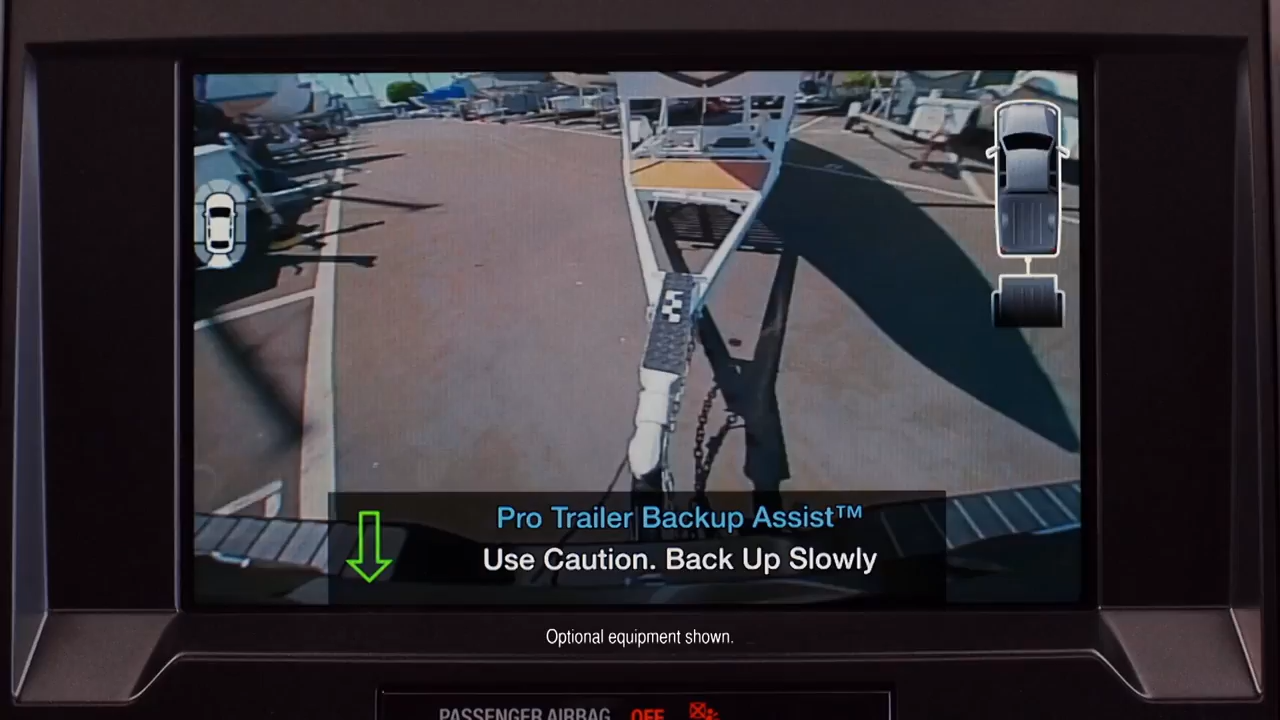 Pro Trailer Backup Assist™
Use Caution. Back Up Slowly
Optional equipment shown.
PASSENGER AIRBAG OFF